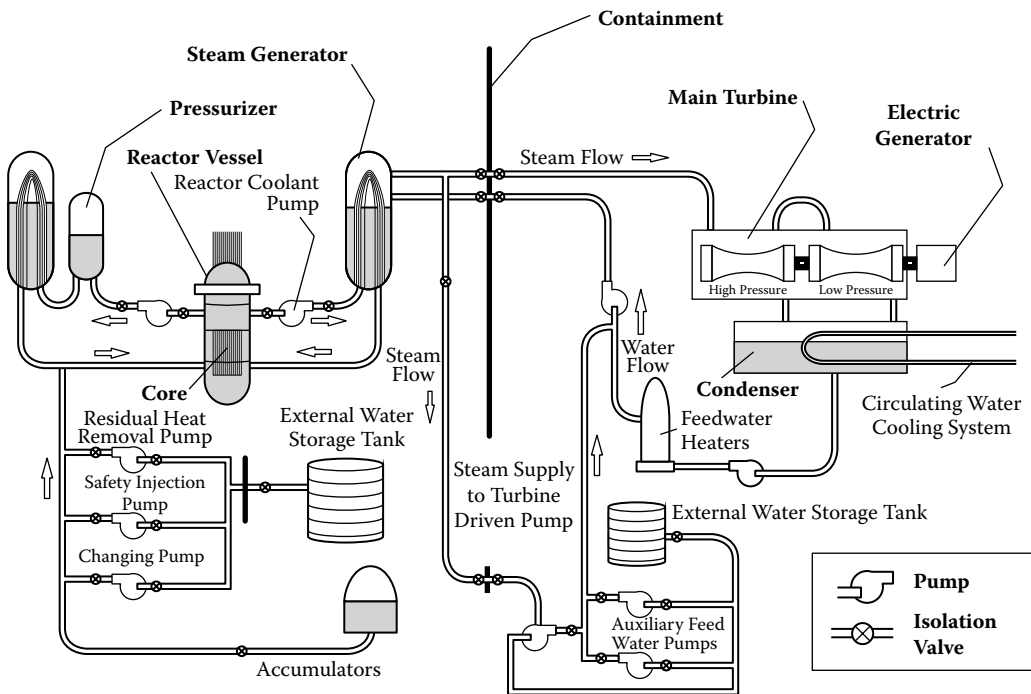 Containment
Steam Generator
Main Turbine
Electric
Generator
Pressurizer
Reactor Vessel
Reactor Coolant
Pump
Steam Flow
High Pressure
Low Pressure
Steam
Flow
Water
Flow
Core
Condenser
Circulating Water
Cooling System
Residual Heat
Removal Pump
External Water
Storage Tank
Feedwater
Heaters
Safety Injection
Pump
Steam Supply
to Turbine
Driven Pump
External Water Storage Tank
Changing Pump
Auxiliary Feed
Water Pumps
Accumulators
Pump
Isolation
Valve